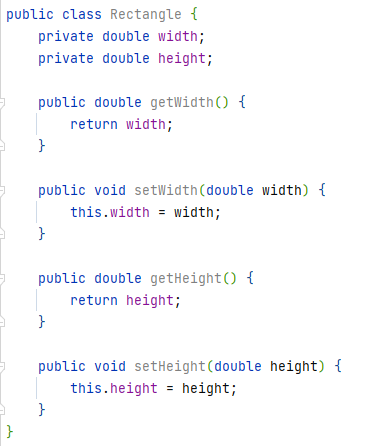 public class Rectangle {
    private double width;
    private double height;

    public double getWidth() {
        return width;
    }

    public void setWidth(double width) {
        this.width = width;
    }

    public double getHeight() {
        return height;
    }

    public void setHeight(double height) {
        this.height = height;
    }
}